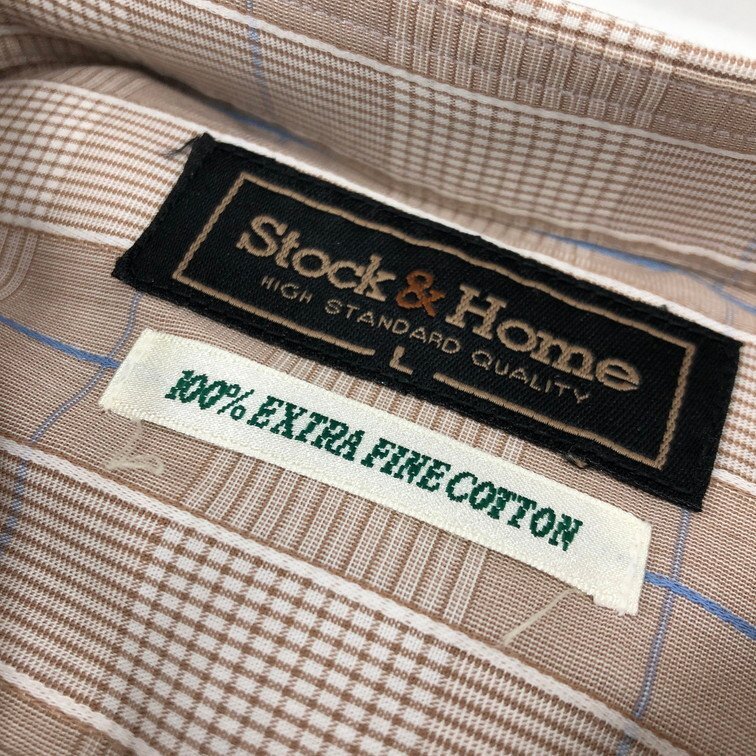 Stock & Home
HIGH STANDARD QUALITY
L
100% EXTRA FINE COTTON